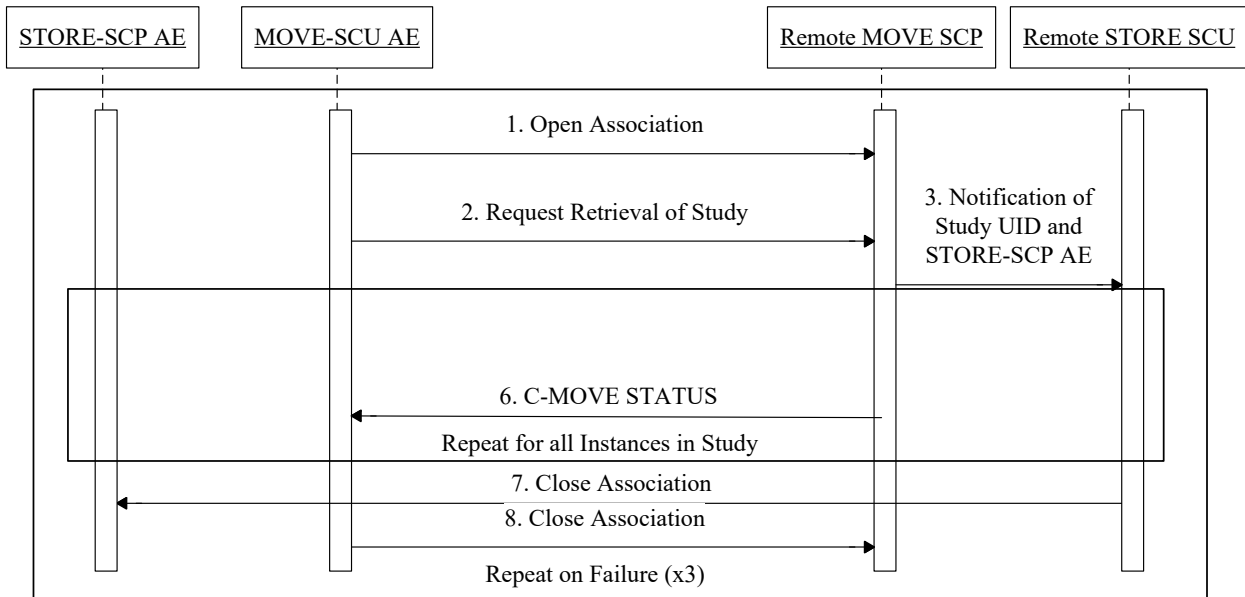 STORE-SCP AE
MOVE-SCU AE
Remote MOVE SCP
Remote STORE SCU
1. Open Association
2. Request Retrieval of Study
3. Notification of
Study UID and
STORE-SCP AE
6. C-MOVE STATUS
Repeat for all Instances in Study
7. Close Association
8. Close Association
Repeat on Failure (x3)